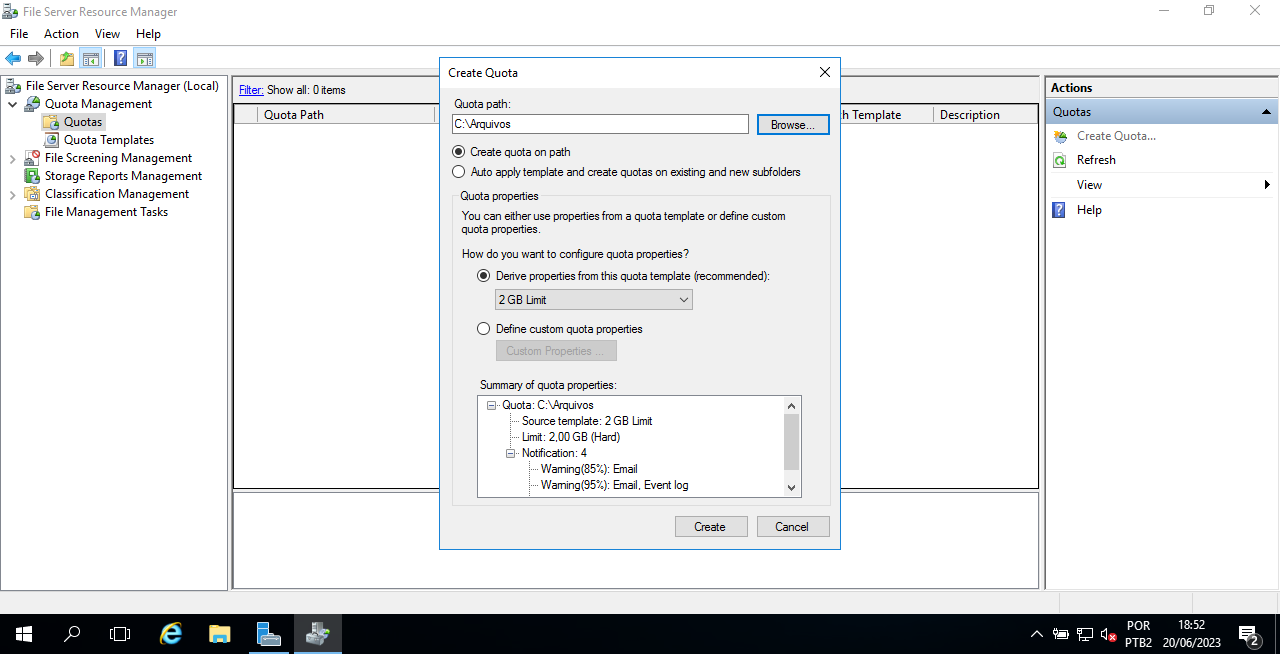 File Server Resource Manager
File Action View Help
File Server Resource Manager (Local)
Quota Management
Quotas
Quota Templates
File Screening Management
Storage Reports Management
Classification Management
File Management Tasks
Filter: Show all: 0 items
Quota Path
ch Template
Description
Create Quota
Quota path:
C:\Arquivos
Browse...
Create quota on path
Auto apply template and create quotas on existing and new subfolders
Quota properties
You can either use properties from a quota template or define custom
quota properties.
How do you want to configure quota properties?
Derive properties from this quota template (recommended):
2 GB Limit
Define custom quota properties
Custom Properties ...
Summary of quota properties:
Quota: C:\Arquivos
Source template: 2 GB Limit
Limit: 2,00 GB (Hard)
Notification: 4
Warning(85%): Email
Warning(95%): Email, Event log
Create
Cancel
Actions
Quotas
Create Quota...
Refresh
View
Help
POR
PTB2
18:52
20/06/2023
2